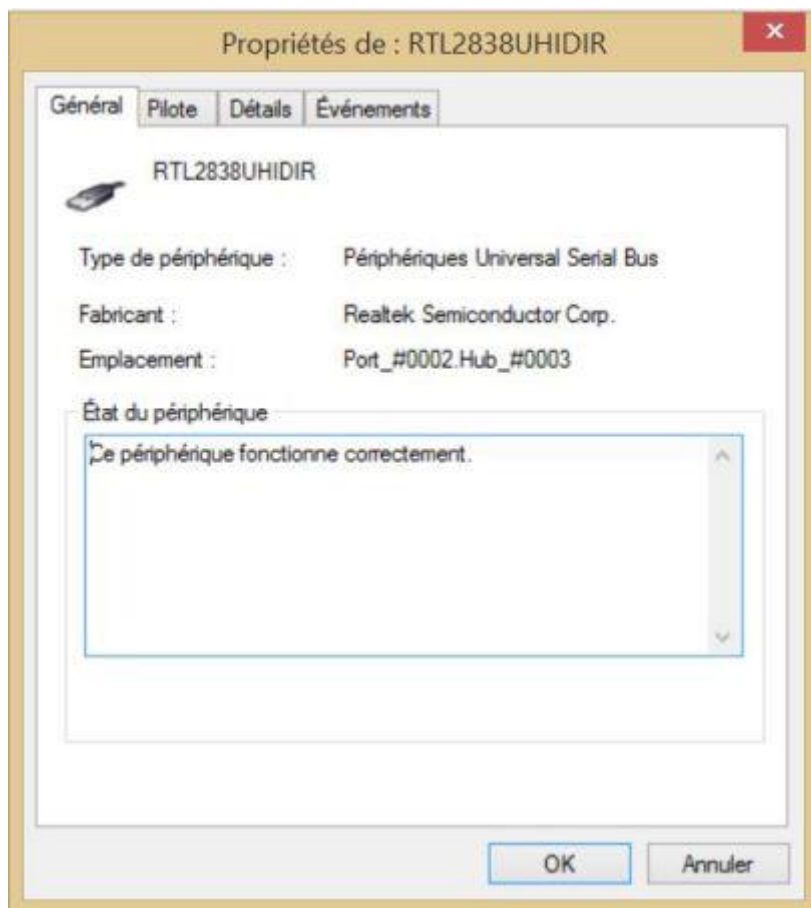 Propriétés de : RTL2838UHIDIR
Général Pilote Détails Événements
RTL2838UHIDIR
Type de périphérique : Périphériques Universal Serial Bus
Fabricant : Realtek Semiconductor Corp.
Emplacement : Port_#0002.Hub_#0003
État du périphérique
Ce périphérique fonctionne correctement.
OK Annuler